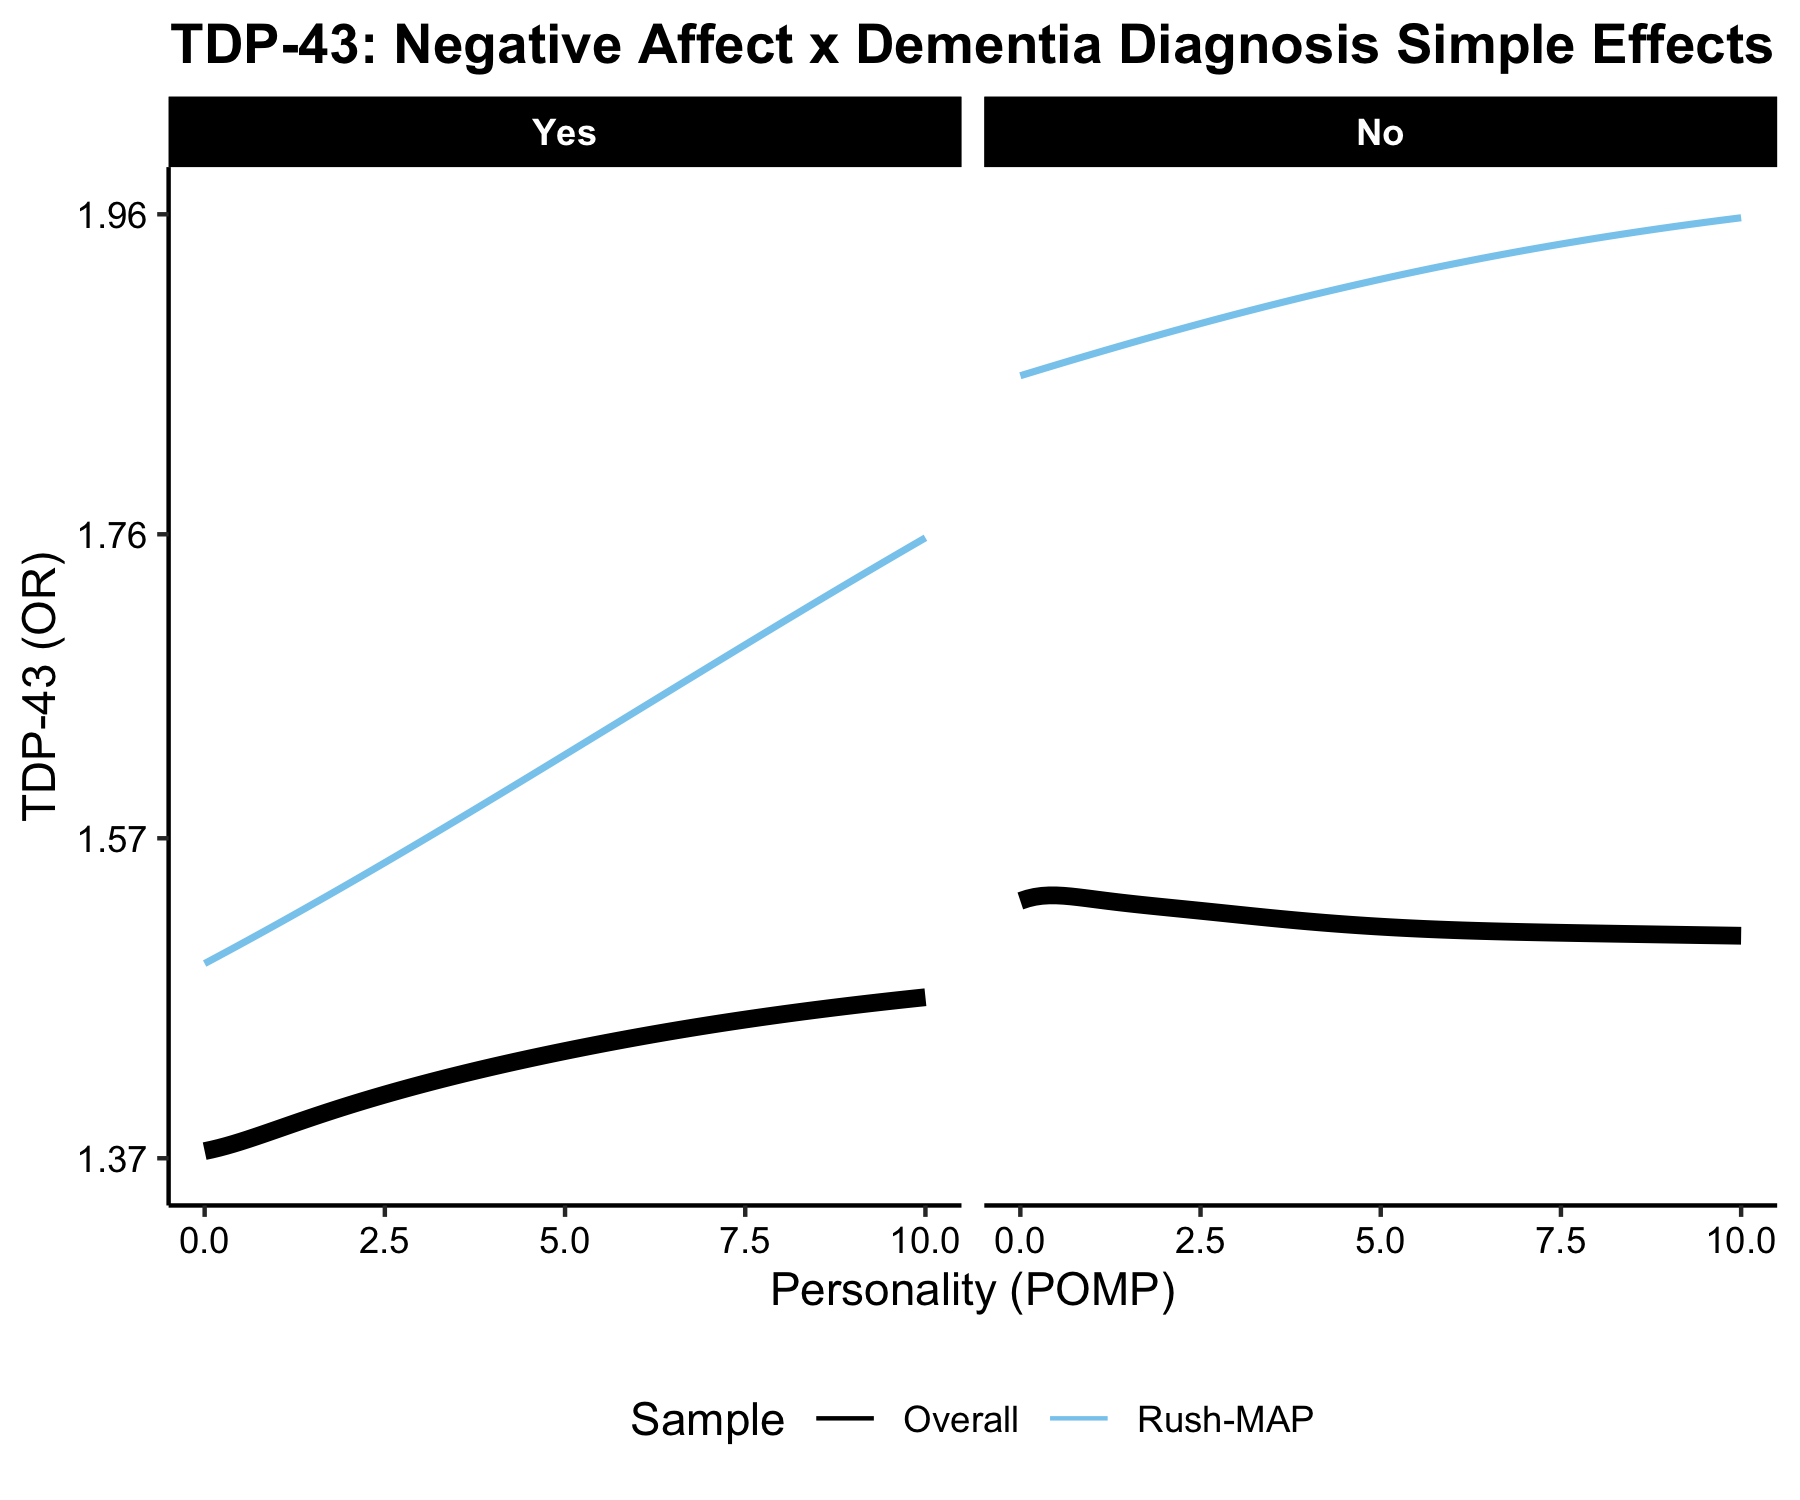 TDP-43: Negative Affect x Dementia Diagnosis Simple Effects
Yes
No
1.96
1.76
1.57
1.37
TDP-43 (OR)
0.0 2.5 5.0 7.5 10.0
0.0 2.5 5.0 7.5 10.0
Personality (POMP)
Sample Overall Rush-MAP